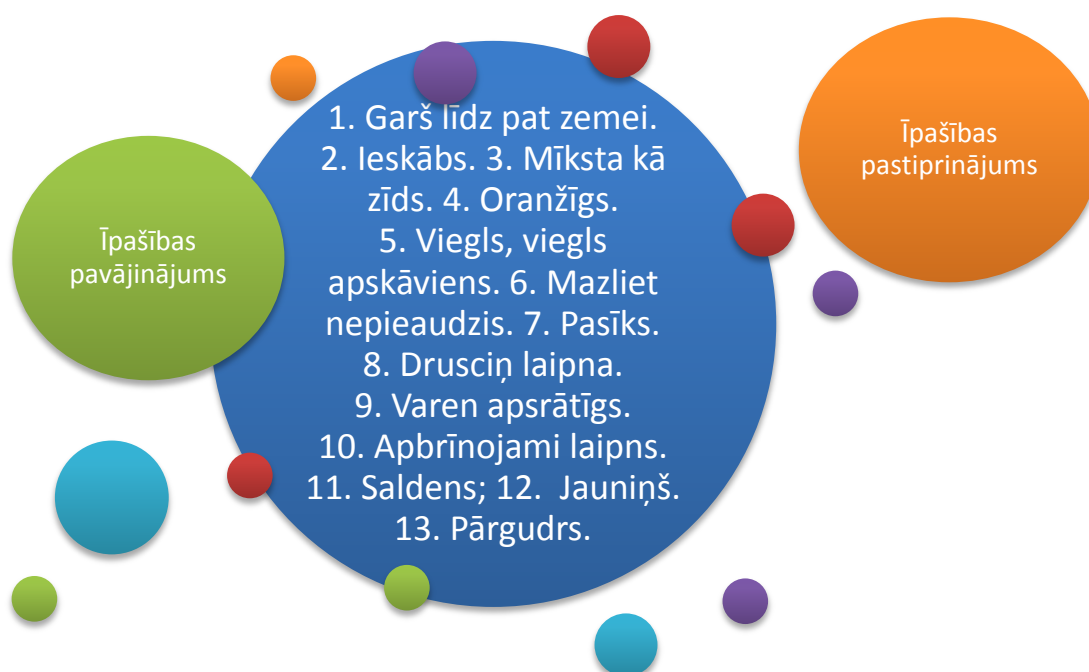 Īpašības
pavājinājums
1. Garš līdz pat zemei.
2. Ieskābs. 3. Mīksta kā
zīds. 4. Oranžīgs.
5. Viegls, viegls
apskāviens. 6. Mazliet
nepieaudzis. 7. Pasīks.
8. Drusciņ laipna.
9. Varen apsrātīgs.
10. Apbrīnojami laipns.
11. Saldens; 12. Jauniņš.
13. Pārgudrs.
Īpašības
pastiprinājums